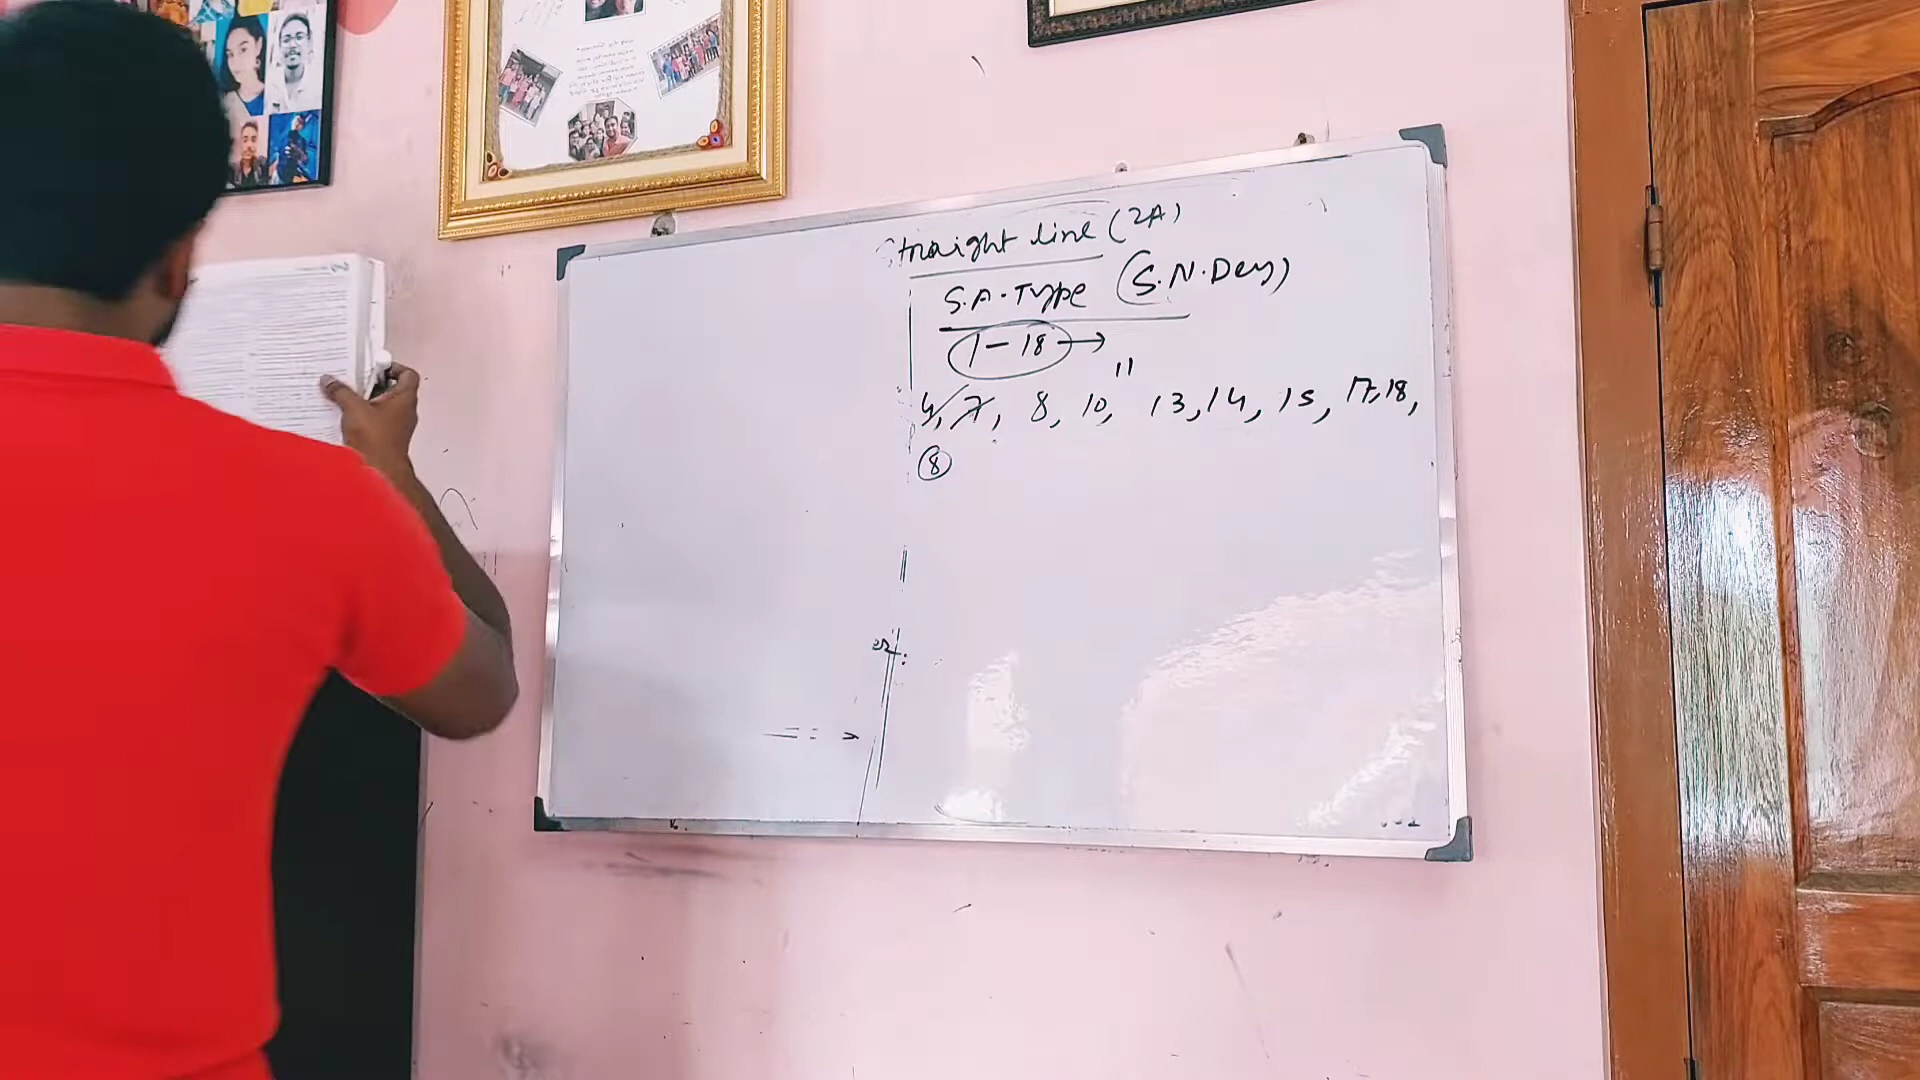 Straight line (2A)
S.A. Type (S.N.Dey)
1-18 →
11
4, 7, 8, 10, 13, 14, 15, 17, 18,
8